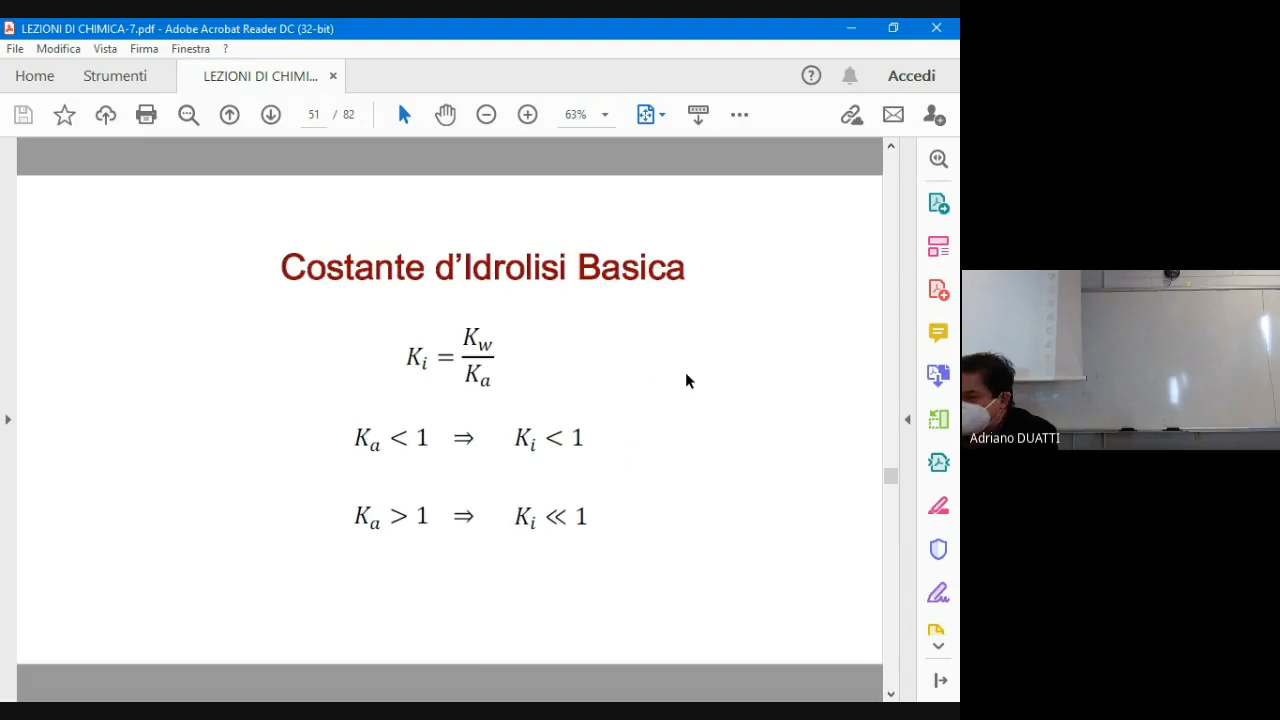 LEZIONI DI CHIMICA-7.pdf - Adobe Acrobat Reader DC (32-bit)
File Modifica Vista Firma Finestra ?
Home Strumenti LEZIONI DI CHIMI... × Accedi
51 / 82 63%
Costante d'Idrolisi Basica
K_i = K_w / K_a
K_a < 1 ⇒ K_i < 1
K_a > 1 ⇒ K_i ≪ 1
Adriano DUATTI